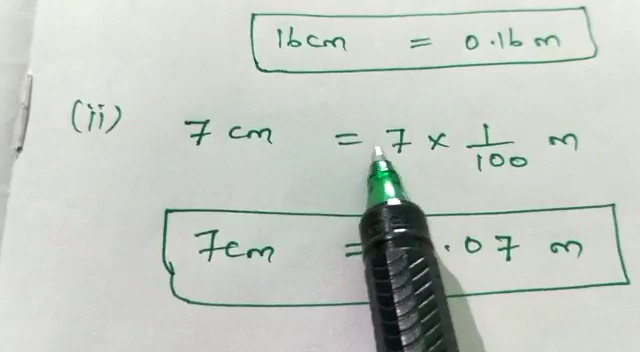 16cm = 0.16 m
(ii) 7 cm = 7 × 1/100 m
7cm = .07 m